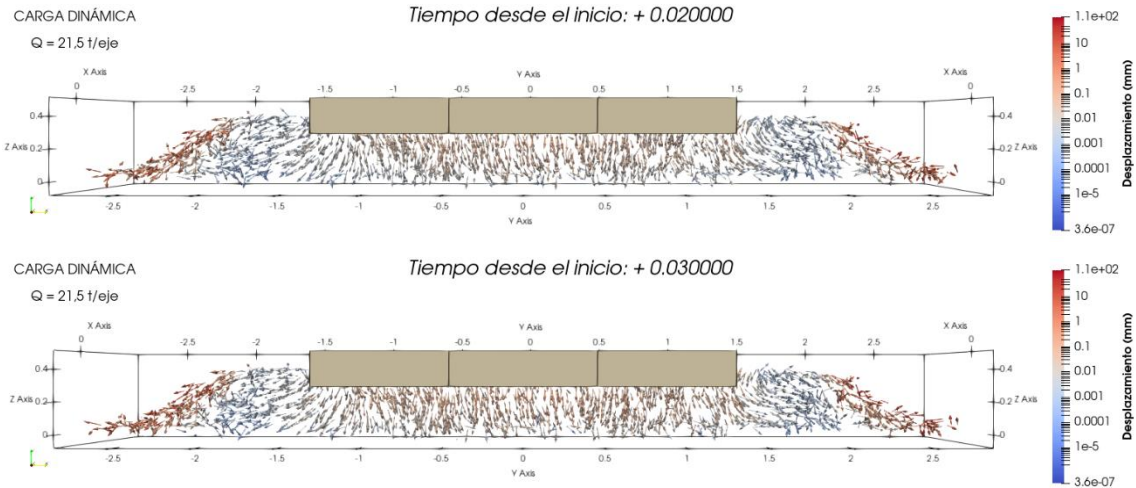 CARGA DINÁMICA
Tiempo desde el inicio: + 0.020000
Q = 21,5 t/eje
X Axis
0
Y Axis
-2.5 -2 -1.5 -1 -0.5 0 0.5 1 1.5 2 2.5
X Axis
0
0.4
Z Axis 0.2
0
0.4
0.2 Z Axis
0
-2.5 -2 -1.5 -1 -0.5 0 0.5 1 1.5 2 2.5
Y Axis
1.1e+02
10
1
0.1
0.01
0.001
0.0001
1e-5
3.6e-07
Desplazamiento (mm)
CARGA DINÁMICA
Tiempo desde el inicio: + 0.030000
Q = 21,5 t/eje
X Axis
0
Y Axis
-2.5 -2 -1.5 -1 -0.5 0 0.5 1 1.5 2 2.5
X Axis
0
0.4
Z Axis 0.2
0
0.4
0.2 Z Axis
0
-2.5 -2 -1.5 -1 -0.5 0 0.5 1 1.5 2 2.5
Y Axis
1.1e+02
10
1
0.1
0.01
0.001
0.0001
1e-5
3.6e-07
Desplazamiento (mm)